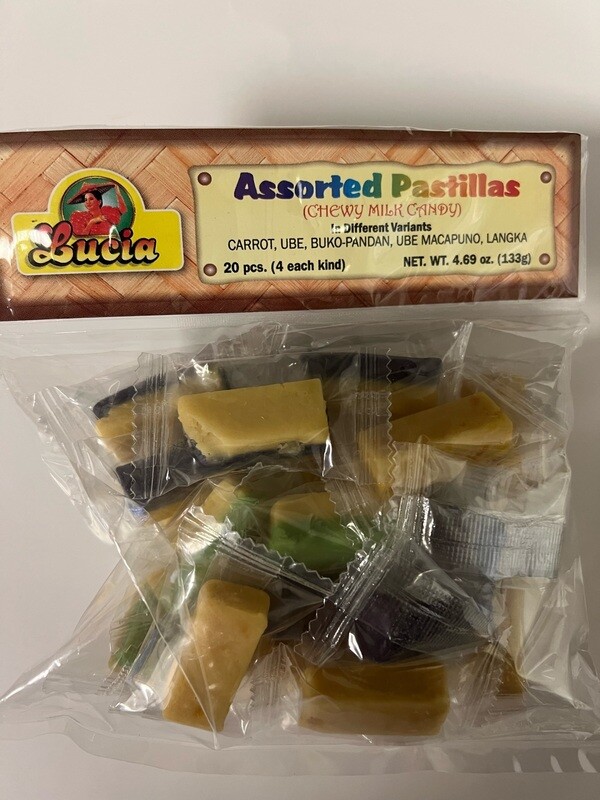 Lucia
Assorted Pastillas
(CHEWY MILK CANDY)
In Different Variants
CARROT, UBE, BUKO-PANDAN, UBE MACAPUNO, LANGKA
20 pcs. (4 each kind)
NET. WT. 4.69 oz. (133g)